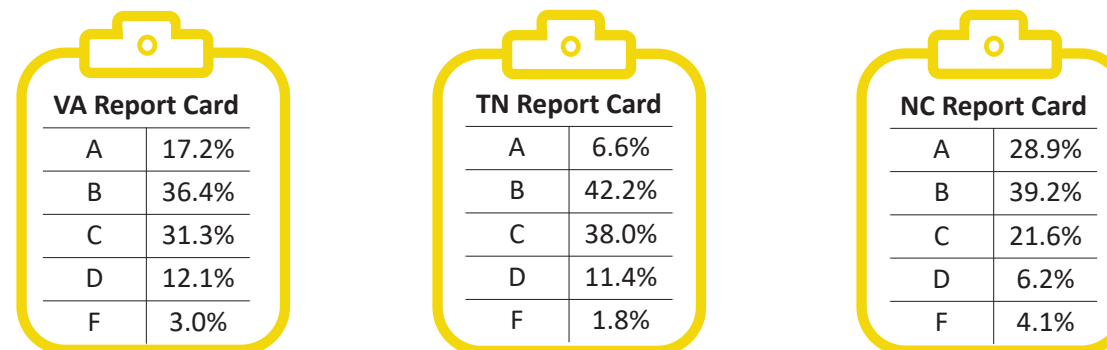 VA Report Card
A 17.2%
B 36.4%
C 31.3%
D 12.1%
F 3.0%
TN Report Card
A 6.6%
B 42.2%
C 38.0%
D 11.4%
F 1.8%
NC Report Card
A 28.9%
B 39.2%
C 21.6%
D 6.2%
F 4.1%